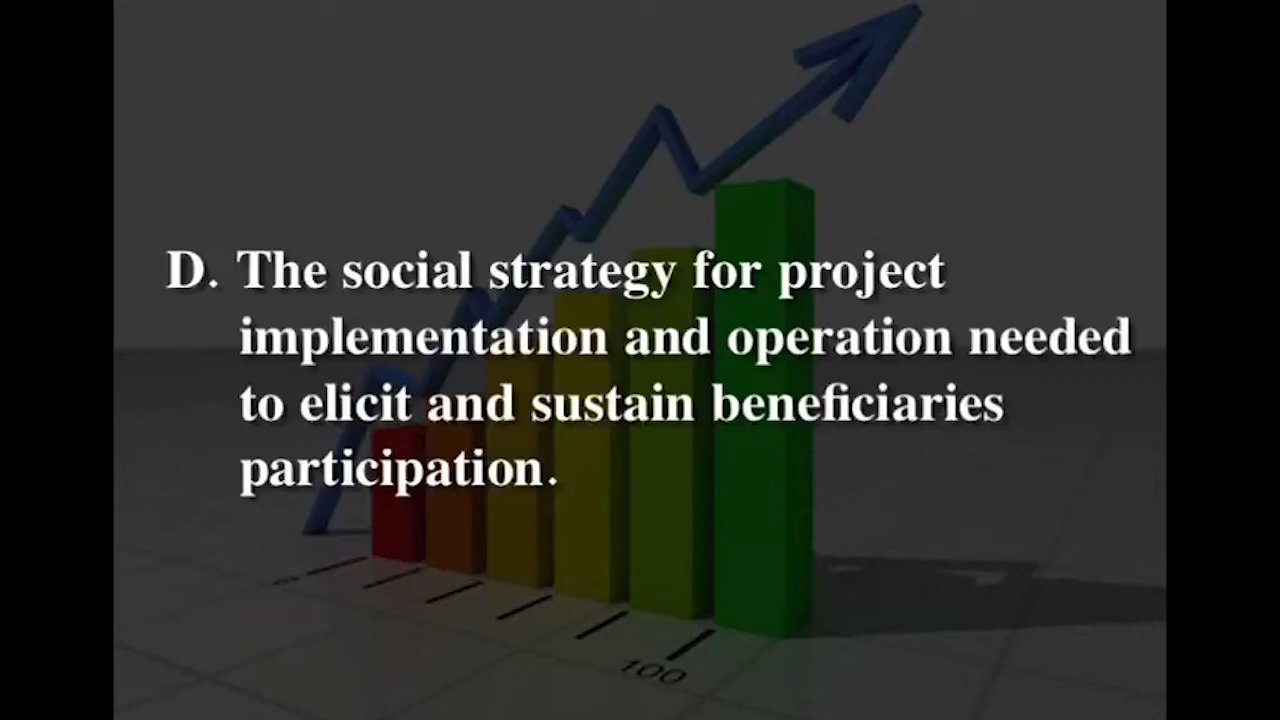 D. The social strategy for project
implementation and operation needed
to elicit and sustain beneficiaries
participation.
100